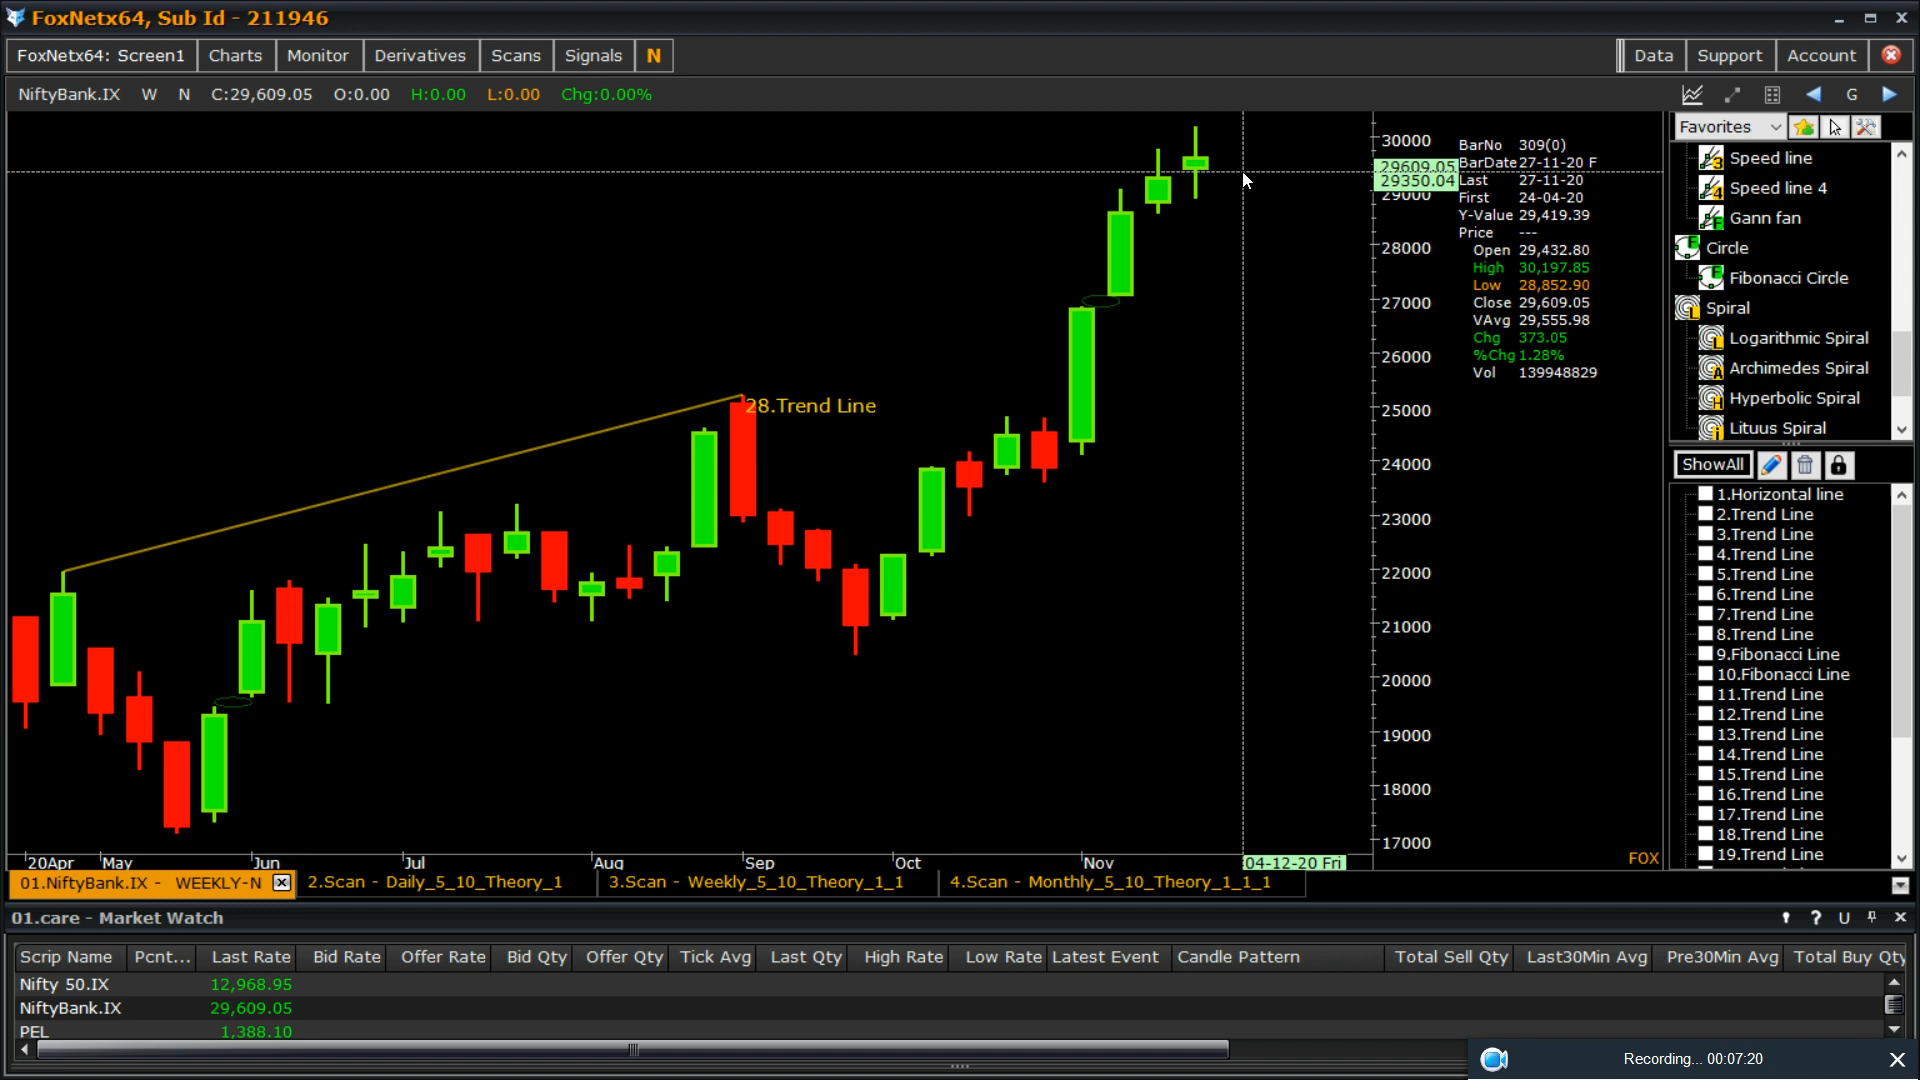 FoxNetx64, Sub Id - 211946
FoxNetx64: Screen1 Charts Monitor Derivatives Scans Signals N Data Support Account
NiftyBank.IX W N C:29,609.05 O:0.00 H:0.00 L:0.00 Chg:0.00% G
Favorites
Speed line
Speed line 4
Gann fan
Circle
Fibonacci Circle
Spiral
Logarithmic Spiral
Archimedes Spiral
Hyperbolic Spiral
Lituus Spiral
ShowAll
1.Horizontal line
2.Trend Line
3.Trend Line
4.Trend Line
5.Trend Line
6.Trend Line
7.Trend Line
8.Trend Line
9.Fibonacci Line
10.Fibonacci Line
11.Trend Line
12.Trend Line
13.Trend Line
14.Trend Line
15.Trend Line
16.Trend Line
17.Trend Line
18.Trend Line
19.Trend Line
BarNo 309(0)
BarDate 27-11-20 F
Last 27-11-20
First 24-04-20
Y-Value 29,419.39
Price ---
Open 29,432.80
High 30,197.85
Low 28,852.90
Close 29,609.05
VAvg 29,555.98
Chg 373.05
%Chg 1.28%
Vol 139948829
30000
29609.05
29350.04
29000
28000
27000
26000
25000
24000
23000
22000
21000
20000
19000
18000
17000
28.Trend Line
20Apr May Jun Jul Aug Sep Oct Nov 04-12-20 Fri
FOX
01.NiftyBank.IX - WEEKLY-N 2.Scan - Daily_5_10_Theory_1 3.Scan - Weekly_5_10_Theory_1_1 4.Scan - Monthly_5_10_Theory_1_1_1
01.care - Market Watch ? U
Scrip Name Pcnt... Last Rate Bid Rate Offer Rate Bid Qty Offer Qty Tick Avg Last Qty High Rate Low Rate Latest Event Candle Pattern Total Sell Qty Last30Min Avg Pre30Min Avg Total Buy Qty
Nifty 50.IX 12,968.95
NiftyBank.IX 29,609.05
PEL 1,388.10
Recording... 00:07:20